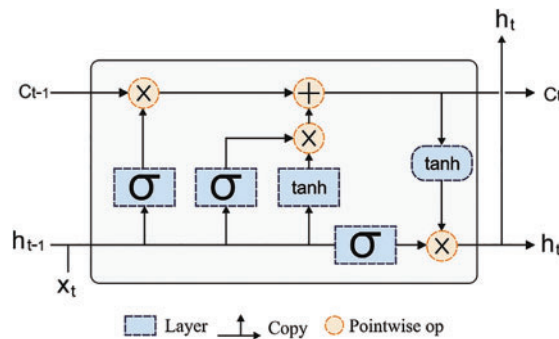 hₜ
Cₜ₋₁ × + Cₜ
×
σ σ tanh tanh
hₜ₋₁ σ × hₜ
xₜ
Layer Copy Pointwise op